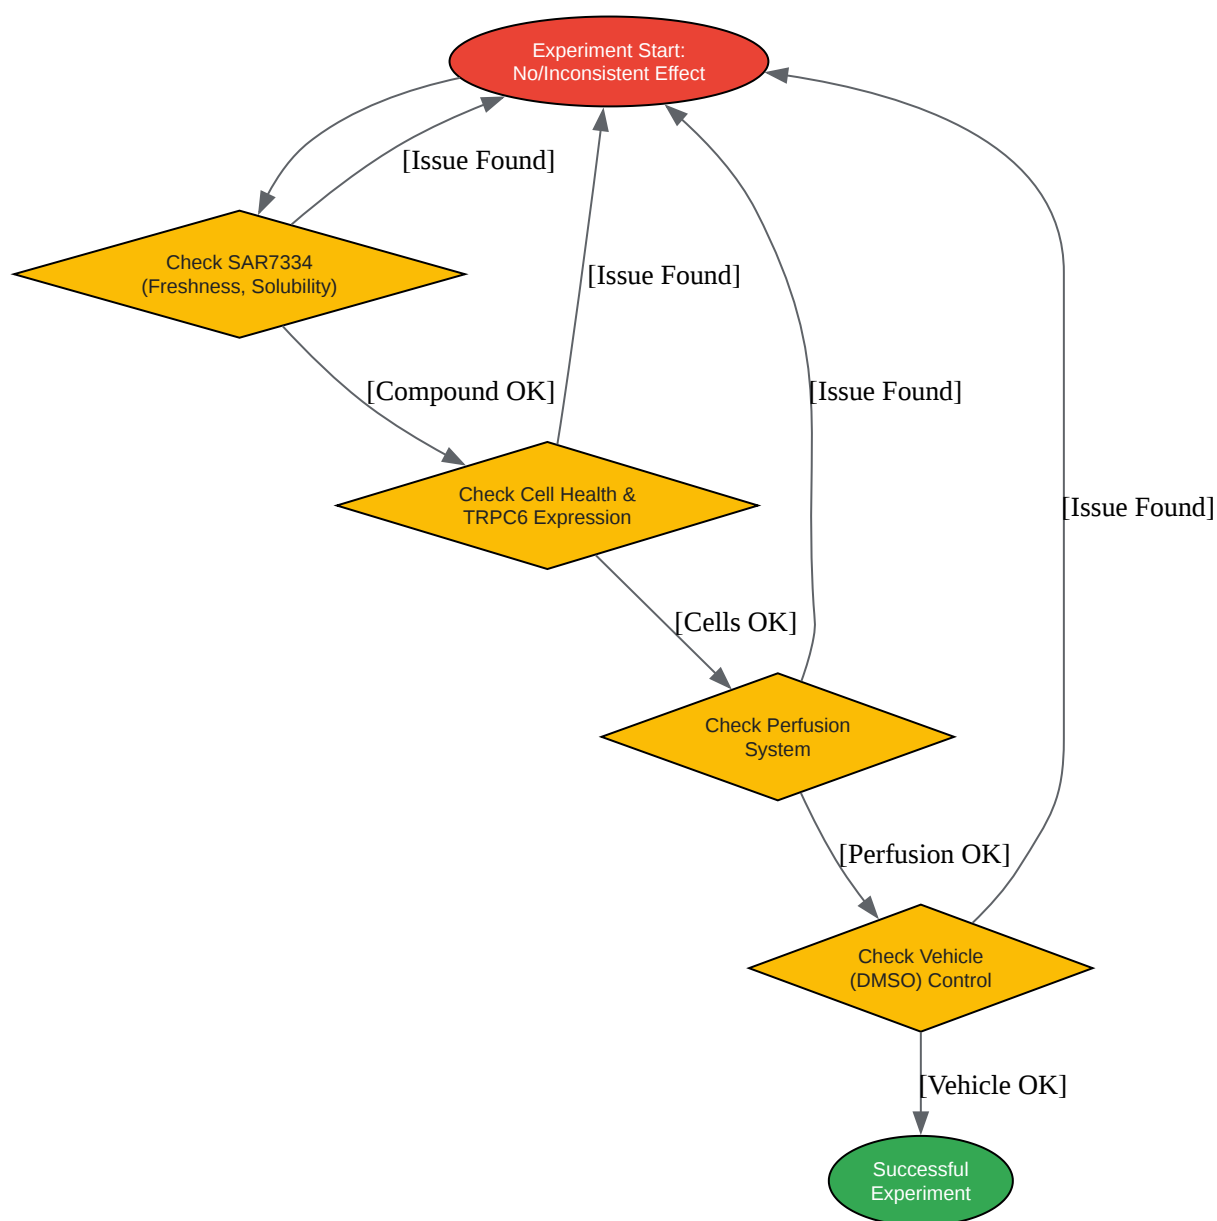 Experiment Start:
No/Inconsistent Effect
[Issue Found]
Check SAR7334
(Freshness, Solubility)
[Issue Found]
[Compound OK]
[Issue Found]
Check Cell Health &
TRPC6 Expression
[Issue Found]
[Cells OK]
Check Perfusion
System
[Perfusion OK]
Check Vehicle
(DMSO) Control
[Vehicle OK]
Successful
Experiment